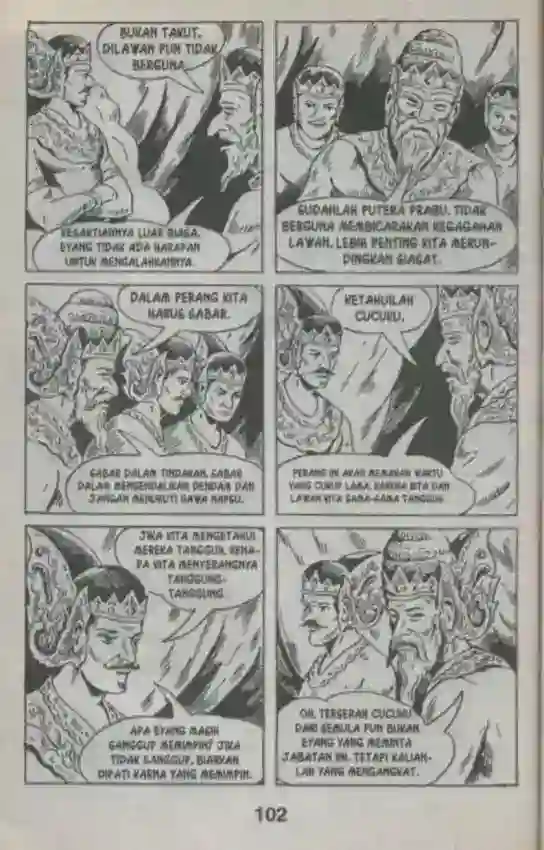 BUKAN TAKUT,
DILAWAN PUN TIDAK
BERGUNA.
KESAKTIANNYA LUAR BIASA,
EYANG TIDAK ADA HARAPAN
UNTUK MENGALAHKANNYA.
SUDAHLAH PUTERA PRABU, TIDAK
BERGUNA MEMBICARAKAN KEGAGAHAN
LAWAN, LEBIH PENTING KITA MERUN-
DINGKAN SIASAT.
DALAM PERANG KITA
HARUS SABAR.
SABAR DALAM TINDAKAN, SABAR
DALAM MENGENDALIKAN DENDAM DAN
JANGAN MENURUTI HAWA NAPSU.
KETAHUILAH
CUCUKU,
PERANG INI AKAN MEMAKAN WAKTU
YANG CUKUP LAMA, KARENA KITA DAN
LAWAN KITA SAMA-SAMA TANGGUH.
JIKA KITA MENGETAHUI
MEREKA TANGGUH, KENA-
PA KITA MENYERANGNYA
TANGGUNG-
TANGGUNG.
APA EYANG MASIH
SANGGUP MEMIMPIN? JIKA
TIDAK SANGGUP, BIARKAN
DIPATI KARNA YANG MEMIMPIN.
OH, TERSERAH CUCUKU
DARI SEMULA PUN BUKAN
EYANG YANG MEMINTA
JABATAN INI, TETAPI KALIAN-
LAH YANG MENGANGKAT.
102